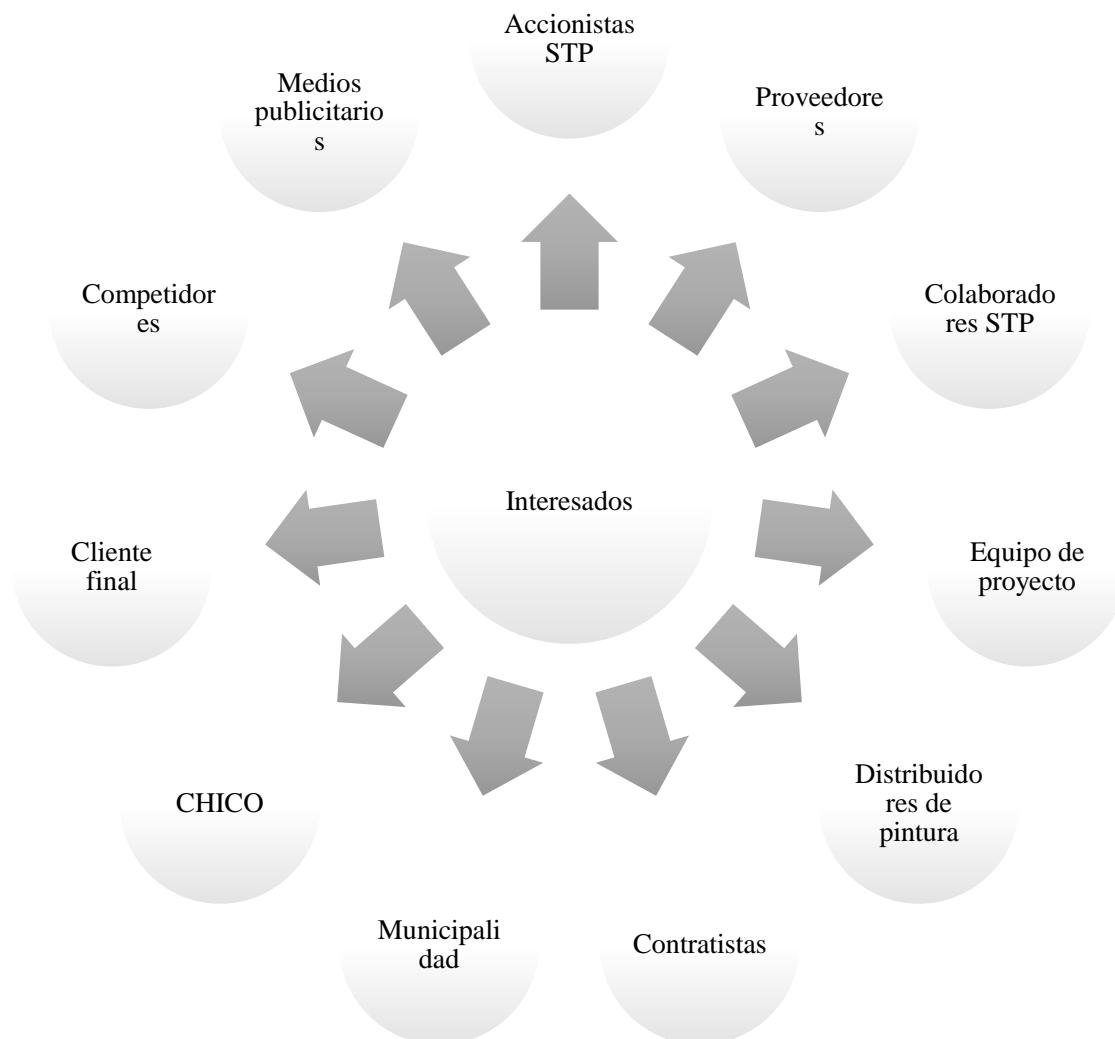 Accionistas
STP
Proveedore
s
Colaborado
res STP
Equipo de
proyecto
Distribuido
res de
pintura
Contratistas
Municipali
dad
CHICO
Cliente
final
Competidor
es
Medios
publicitario
s
Interesados